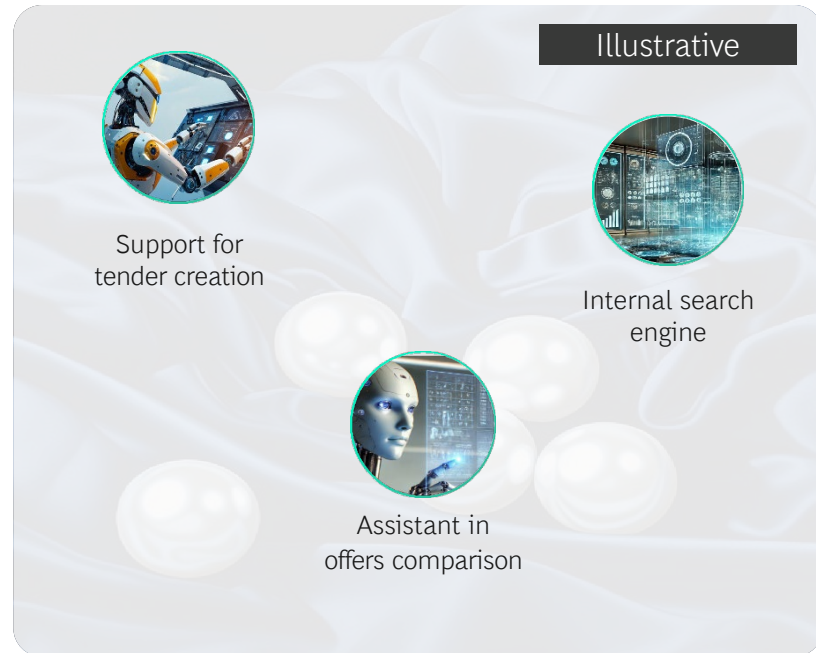 Illustrative
Support for
tender creation
Internal search
engine
Assistant in
offers comparison